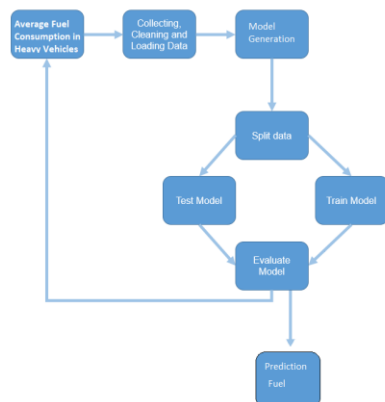 Average Fuel
Consumption in
Heavy Vehicles
Collecting,
Cleaning and
Loading Data
Model
Generation
Split data
Test Model
Train Model
Evaluate
Model
Prediction
Fuel